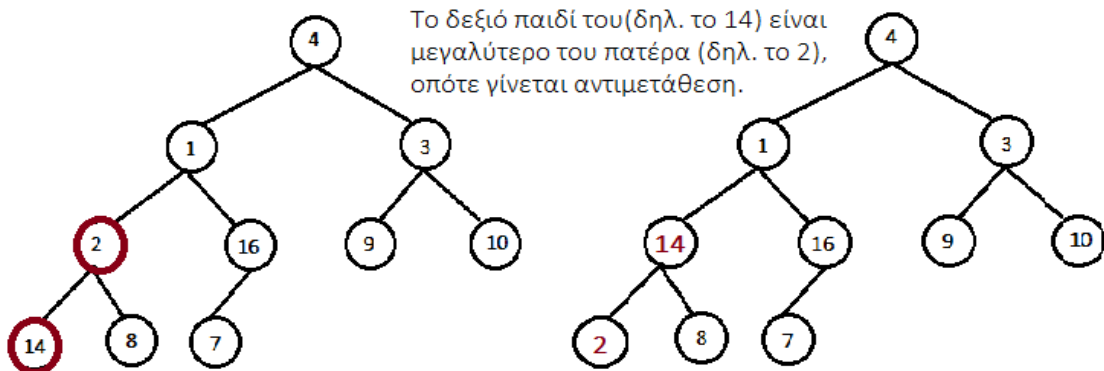 Το δεξιό παιδί του(δηλ. το 14) είναι
μεγαλύτερο του πατέρα (δηλ. το 2),
οπότε γίνεται αντιμετάθεση.
4
1 3
2 16 9 10
14 8 7
4
1 3
14 16 9 10
2 8 7